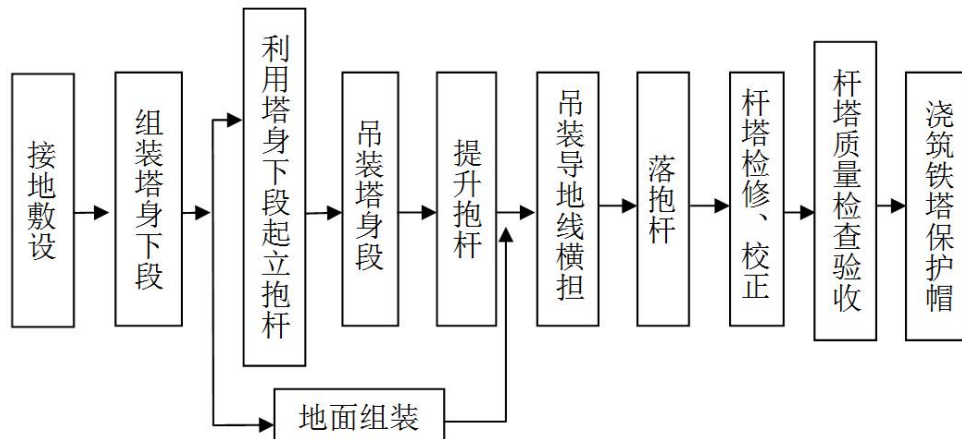 接地敷设
组装塔身下段
利用塔身下段起立抱杆
吊装塔身段
提升抱杆
吊装导地线横担
落抱杆
杆塔检修、校正
杆塔质量检查验收
浇筑铁塔保护帽
地面组装